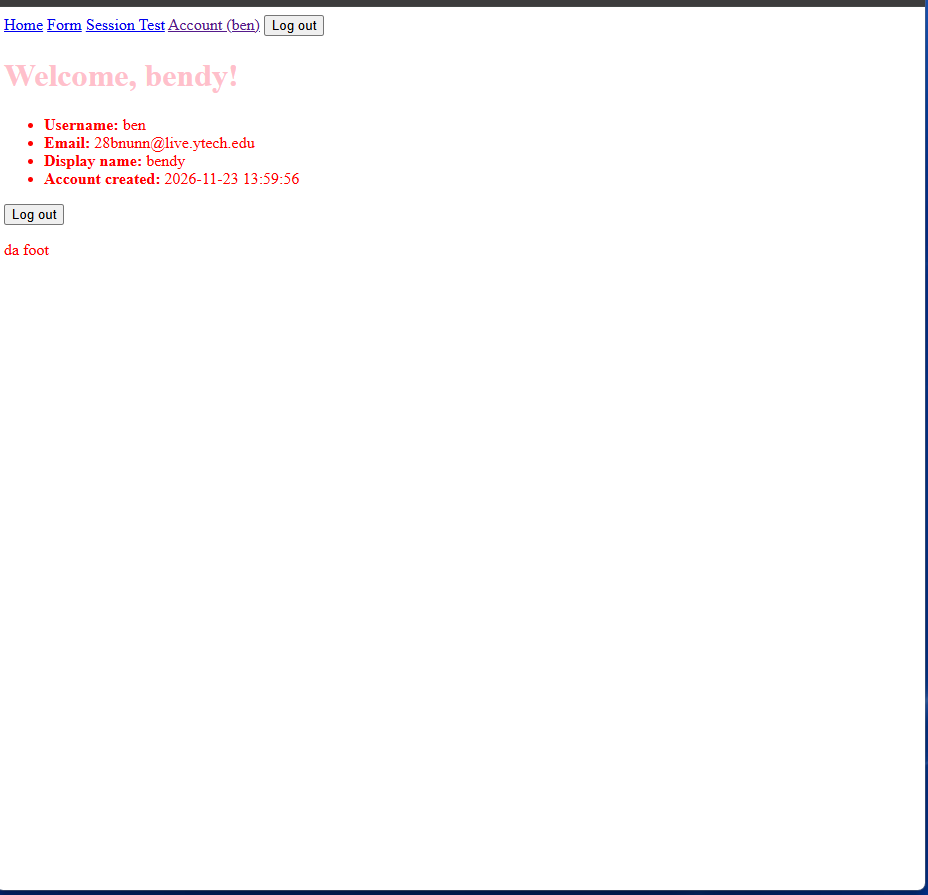 Home Form Session Test Account (ben) Log out
Welcome, bendy!
• Username: ben
• Email: 28bnunn@live.ytech.edu
• Display name: bendy
• Account created: 2026-11-23 13:59:56
Log out
da foot